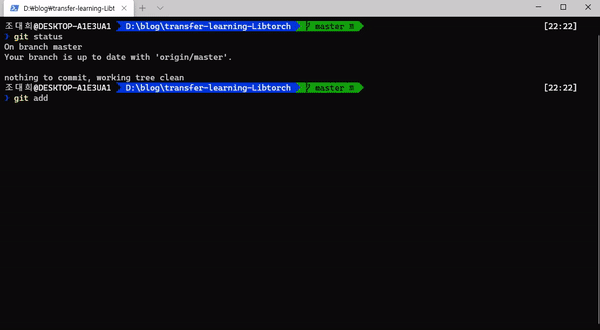 D:\blog\transfer-learning-Libt
조대희@DESKTOP-A1E3UA1 D:\blog\transfer-learning-Libtorch master ≡ [22:22]
❯ git status
On branch master
Your branch is up to date with 'origin/master'.
nothing to commit, working tree clean
조대희@DESKTOP-A1E3UA1 D:\blog\transfer-learning-Libtorch master ≡ [22:22]
❯ git add